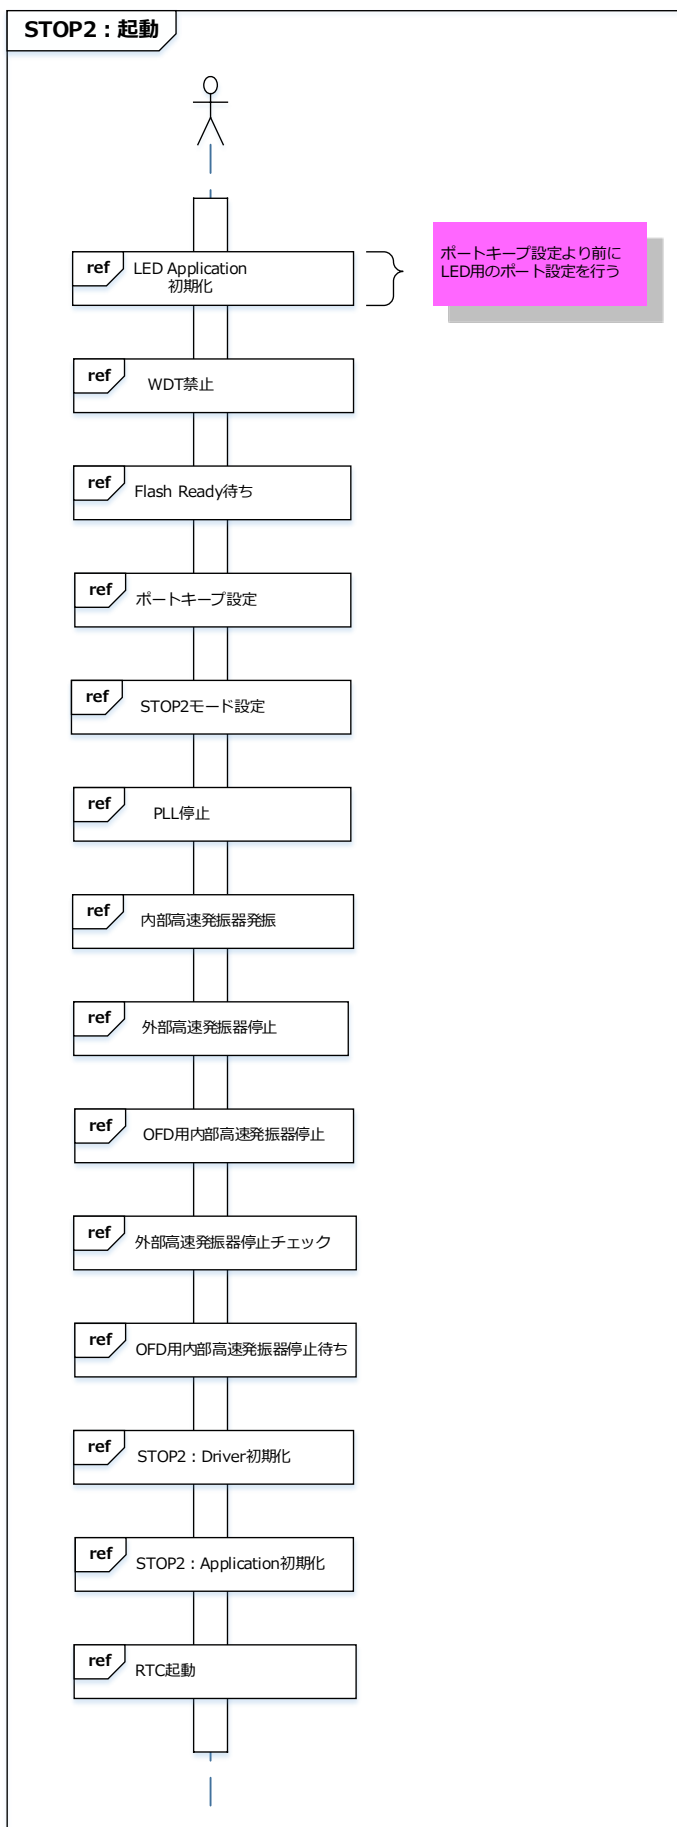 STOP2：起動
ref
LED Application
初期化
ポートキープ設定より前に
LED用のポート設定を行う
ref
WDT禁止
ref
Flash Ready待ち
ref
ポートキープ設定
ref
STOP2モード設定
ref
PLL停止
ref
内部高速発振器発振
ref
外部高速発振器停止
ref
OFD用内部高速発振器停止
ref
外部高速発振器停止チェック
ref
OFD用内部高速発振器停止待ち
ref
STOP2：Driver初期化
ref
STOP2：Application初期化
ref
RTC起動